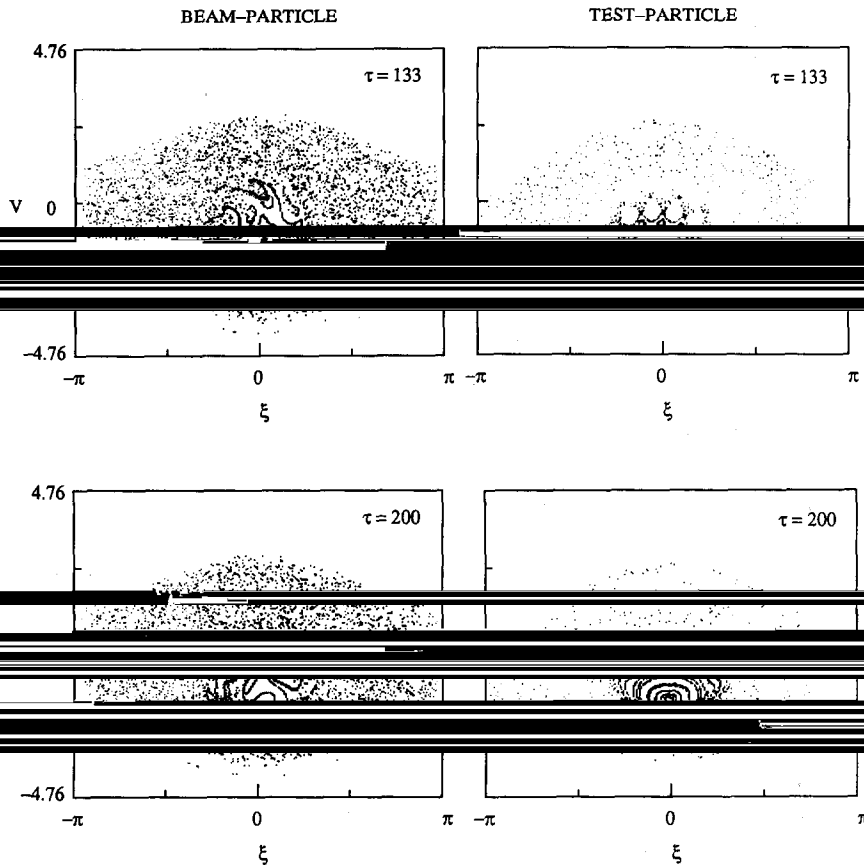 BEAM–PARTICLE
TEST–PARTICLE
4.76
τ = 133
τ = 133
V 0
−4.76
−π 0 π
−π 0 π
ξ
ξ
4.76
τ = 200
τ = 200
−4.76
−π 0 π
−π 0 π
ξ
ξ